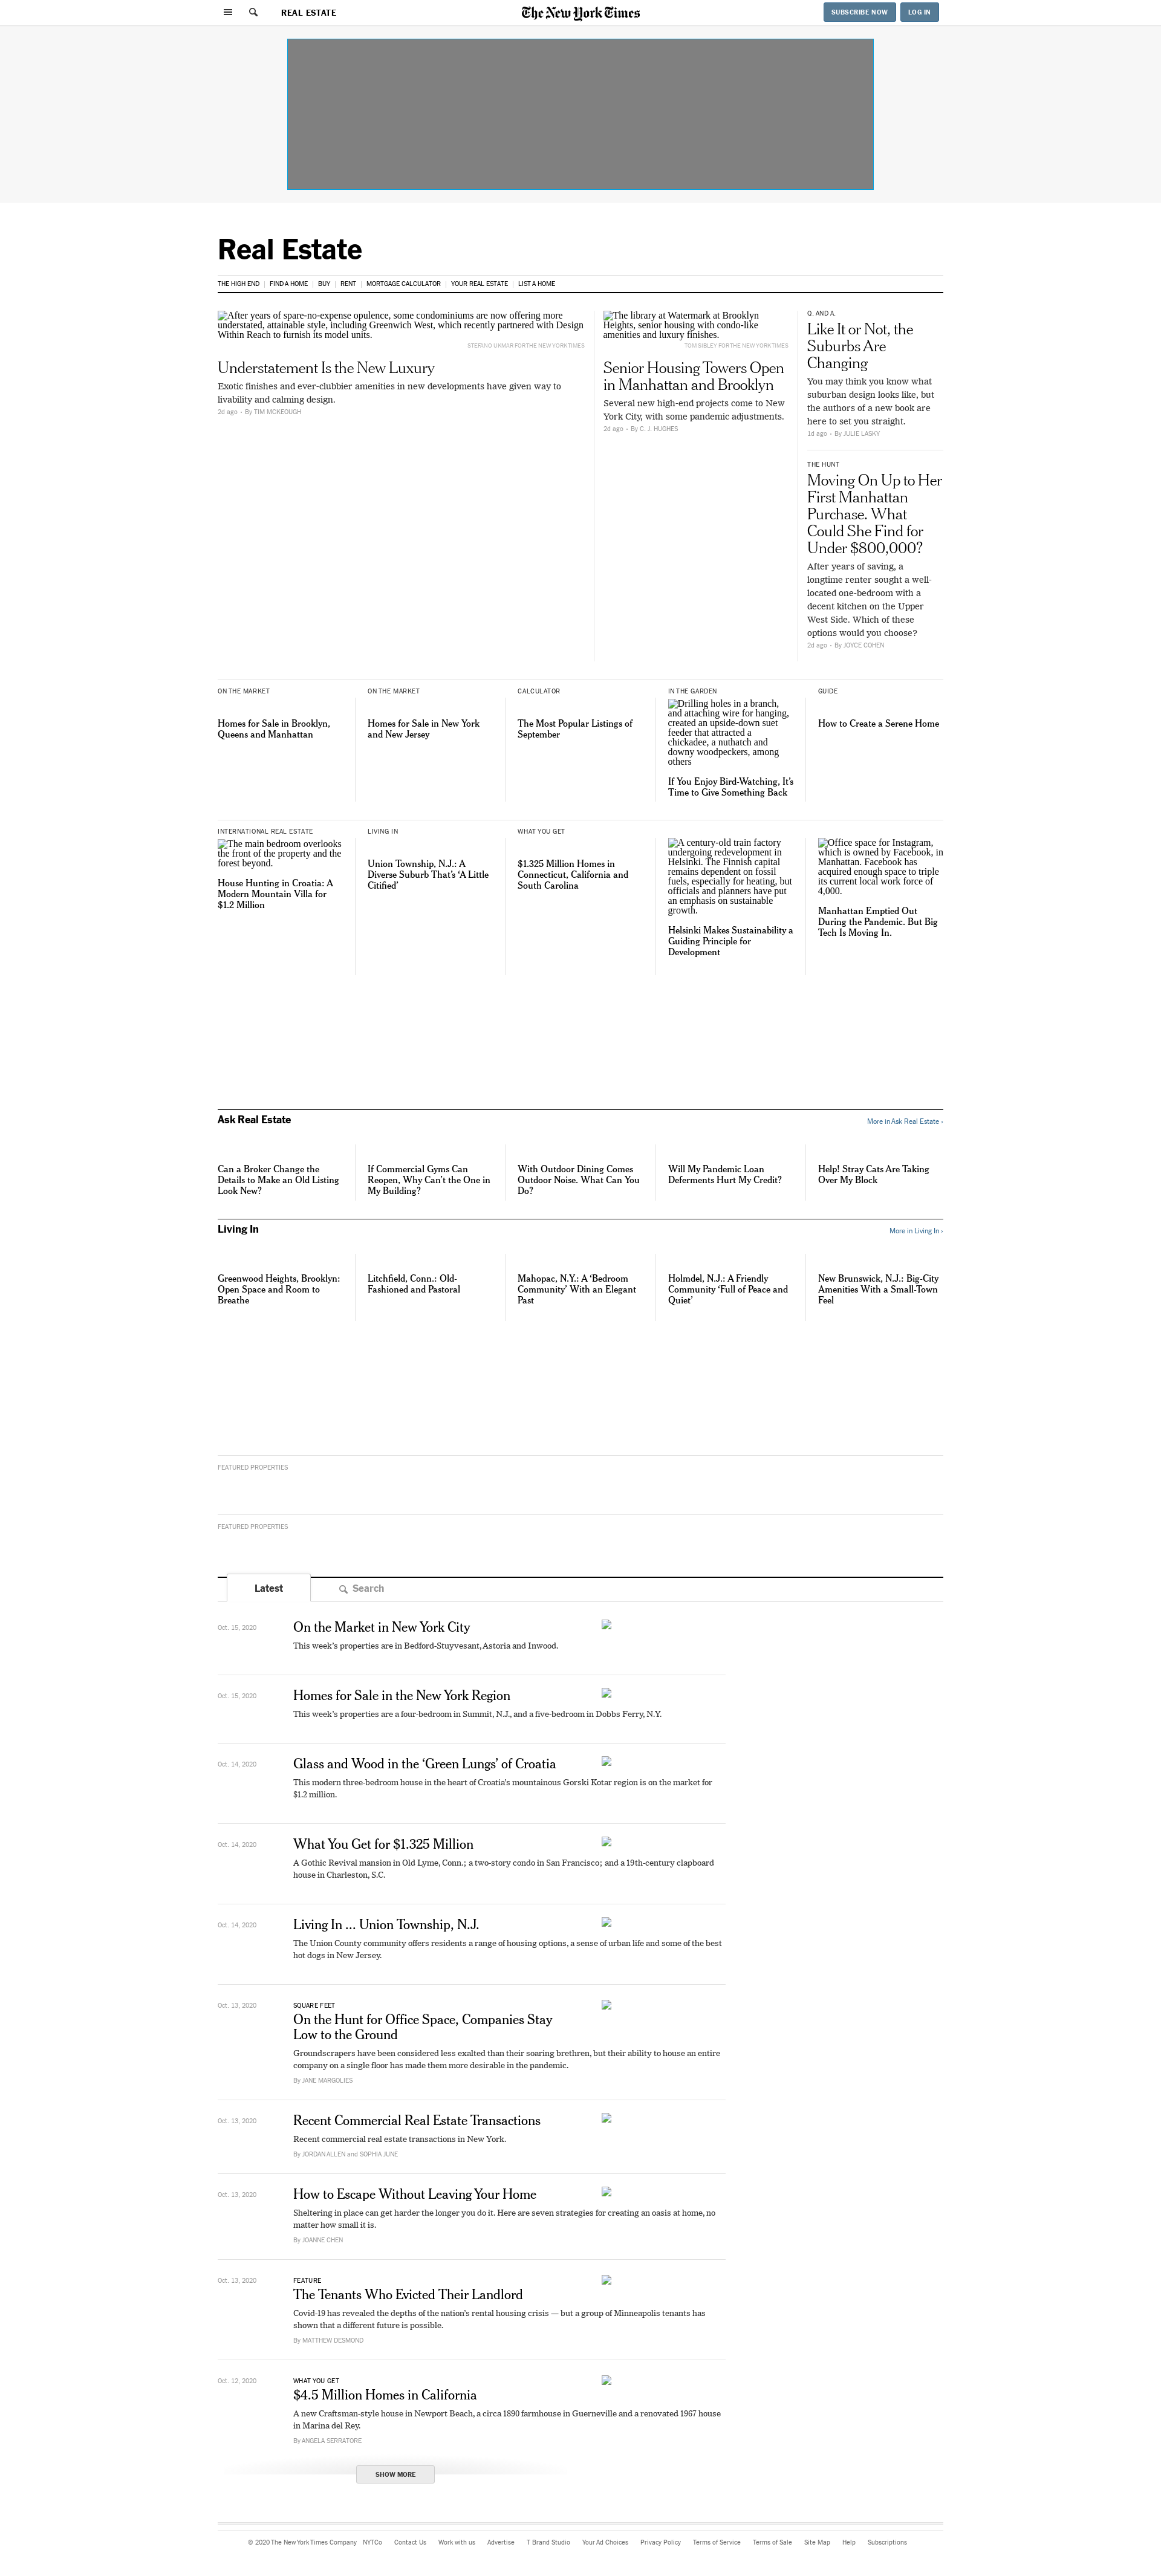 REAL ESTATE
The New York Times
SUBSCRIBE NOW
LOG IN
Real Estate
THE HIGH END
FIND A HOME
BUY
RENT
MORTGAGE CALCULATOR
YOUR REAL ESTATE
LIST A HOME
After years of spare-no-expense opulence, some condominiums are now offering more
understated, attainable style, including Greenwich West, which recently partnered with Design
Within Reach to furnish its model units.
STEFANO UKMAR FOR THE NEW YORK TIMES
Understatement Is the New Luxury
Exotic finishes and ever-clubbier amenities in new developments have given way to
livability and calming design.
2d ago • By TIM MCKEOUGH
The library at Watermark at Brooklyn
Heights, senior housing with condo-like
amenities and luxury finishes.
TOM SIBLEY FOR THE NEW YORK TIMES
Senior Housing Towers Open
in Manhattan and Brooklyn
Several new high-end projects come to New
York City, with some pandemic adjustments.
2d ago • By C. J. HUGHES
Q. AND A.
Like It or Not, the
Suburbs Are
Changing
You may think you know what
suburban design looks like, but
the authors of a new book are
here to set you straight.
1d ago • By JULIE LASKY
THE HUNT
Moving On Up to Her
First Manhattan
Purchase. What
Could She Find for
Under $800,000?
After years of saving, a
longtime renter sought a well-
located one-bedroom with a
decent kitchen on the Upper
West Side. Which of these
options would you choose?
2d ago • By JOYCE COHEN
ON THE MARKET
Homes for Sale in Brooklyn,
Queens and Manhattan
ON THE MARKET
Homes for Sale in New York
and New Jersey
CALCULATOR
The Most Popular Listings of
September
IN THE GARDEN
Drilling holes in a branch,
and attaching wire for hanging,
created an upside-down suet
feeder that attracted a
chickadee, a nuthatch and
downy woodpeckers, among
others
If You Enjoy Bird-Watching, It’s
Time to Give Something Back
GUIDE
How to Create a Serene Home
INTERNATIONAL REAL ESTATE
The main bedroom overlooks
the front of the property and the
forest beyond.
House Hunting in Croatia: A
Modern Mountain Villa for
$1.2 Million
LIVING IN
Union Township, N.J.: A
Diverse Suburb That’s ‘A Little
Citified’
WHAT YOU GET
$1.325 Million Homes in
Connecticut, California and
South Carolina
A century-old train factory
undergoing redevelopment in
Helsinki. The Finnish capital
remains dependent on fossil
fuels, especially for heating, but
officials and planners have put
an emphasis on sustainable
growth.
Helsinki Makes Sustainability a
Guiding Principle for
Development
Office space for Instagram,
which is owned by Facebook, in
Manhattan. Facebook has
acquired enough space to triple
its current local work force of
4,000.
Manhattan Emptied Out
During the Pandemic. But Big
Tech Is Moving In.
Ask Real Estate
More in Ask Real Estate ›
Can a Broker Change the
Details to Make an Old Listing
Look New?
If Commercial Gyms Can
Reopen, Why Can’t the One in
My Building?
With Outdoor Dining Comes
Outdoor Noise. What Can You
Do?
Will My Pandemic Loan
Deferments Hurt My Credit?
Help! Stray Cats Are Taking
Over My Block
Living In
More in Living In ›
Greenwood Heights, Brooklyn:
Open Space and Room to
Breathe
Litchfield, Conn.: Old-
Fashioned and Pastoral
Mahopac, N.Y.: A ‘Bedroom
Community’ With an Elegant
Past
Holmdel, N.J.: A Friendly
Community ‘Full of Peace and
Quiet’
New Brunswick, N.J.: Big-City
Amenities With a Small-Town
Feel
FEATURED PROPERTIES
FEATURED PROPERTIES
Latest
Search
Oct. 15, 2020
On the Market in New York City
This week’s properties are in Bedford-Stuyvesant, Astoria and Inwood.
Oct. 15, 2020
Homes for Sale in the New York Region
This week’s properties are a four-bedroom in Summit, N.J., and a five-bedroom in Dobbs Ferry, N.Y.
Oct. 14, 2020
Glass and Wood in the ‘Green Lungs’ of Croatia
This modern three-bedroom house in the heart of Croatia’s mountainous Gorski Kotar region is on the market for
$1.2 million.
Oct. 14, 2020
What You Get for $1.325 Million
A Gothic Revival mansion in Old Lyme, Conn.; a two-story condo in San Francisco; and a 19th-century clapboard
house in Charleston, S.C.
Oct. 14, 2020
Living In ... Union Township, N.J.
The Union County community offers residents a range of housing options, a sense of urban life and some of the best
hot dogs in New Jersey.
Oct. 13, 2020
SQUARE FEET
On the Hunt for Office Space, Companies Stay
Low to the Ground
Groundscrapers have been considered less exalted than their soaring brethren, but their ability to house an entire
company on a single floor has made them more desirable in the pandemic.
By JANE MARGOLIES
Oct. 13, 2020
Recent Commercial Real Estate Transactions
Recent commercial real estate transactions in New York.
By JORDAN ALLEN and SOPHIA JUNE
Oct. 13, 2020
How to Escape Without Leaving Your Home
Sheltering in place can get harder the longer you do it. Here are seven strategies for creating an oasis at home, no
matter how small it is.
By JOANNE CHEN
Oct. 13, 2020
FEATURE
The Tenants Who Evicted Their Landlord
Covid-19 has revealed the depths of the nation’s rental housing crisis — but a group of Minneapolis tenants has
shown that a different future is possible.
By MATTHEW DESMOND
Oct. 12, 2020
WHAT YOU GET
$4.5 Million Homes in California
A new Craftsman-style house in Newport Beach, a circa 1890 farmhouse in Guerneville and a renovated 1967 house
in Marina del Rey.
By ANGELA SERRATORE
SHOW MORE
© 2020 The New York Times Company
NYTCo
Contact Us
Work with us
Advertise
T Brand Studio
Your Ad Choices
Privacy Policy
Terms of Service
Terms of Sale
Site Map
Help
Subscriptions